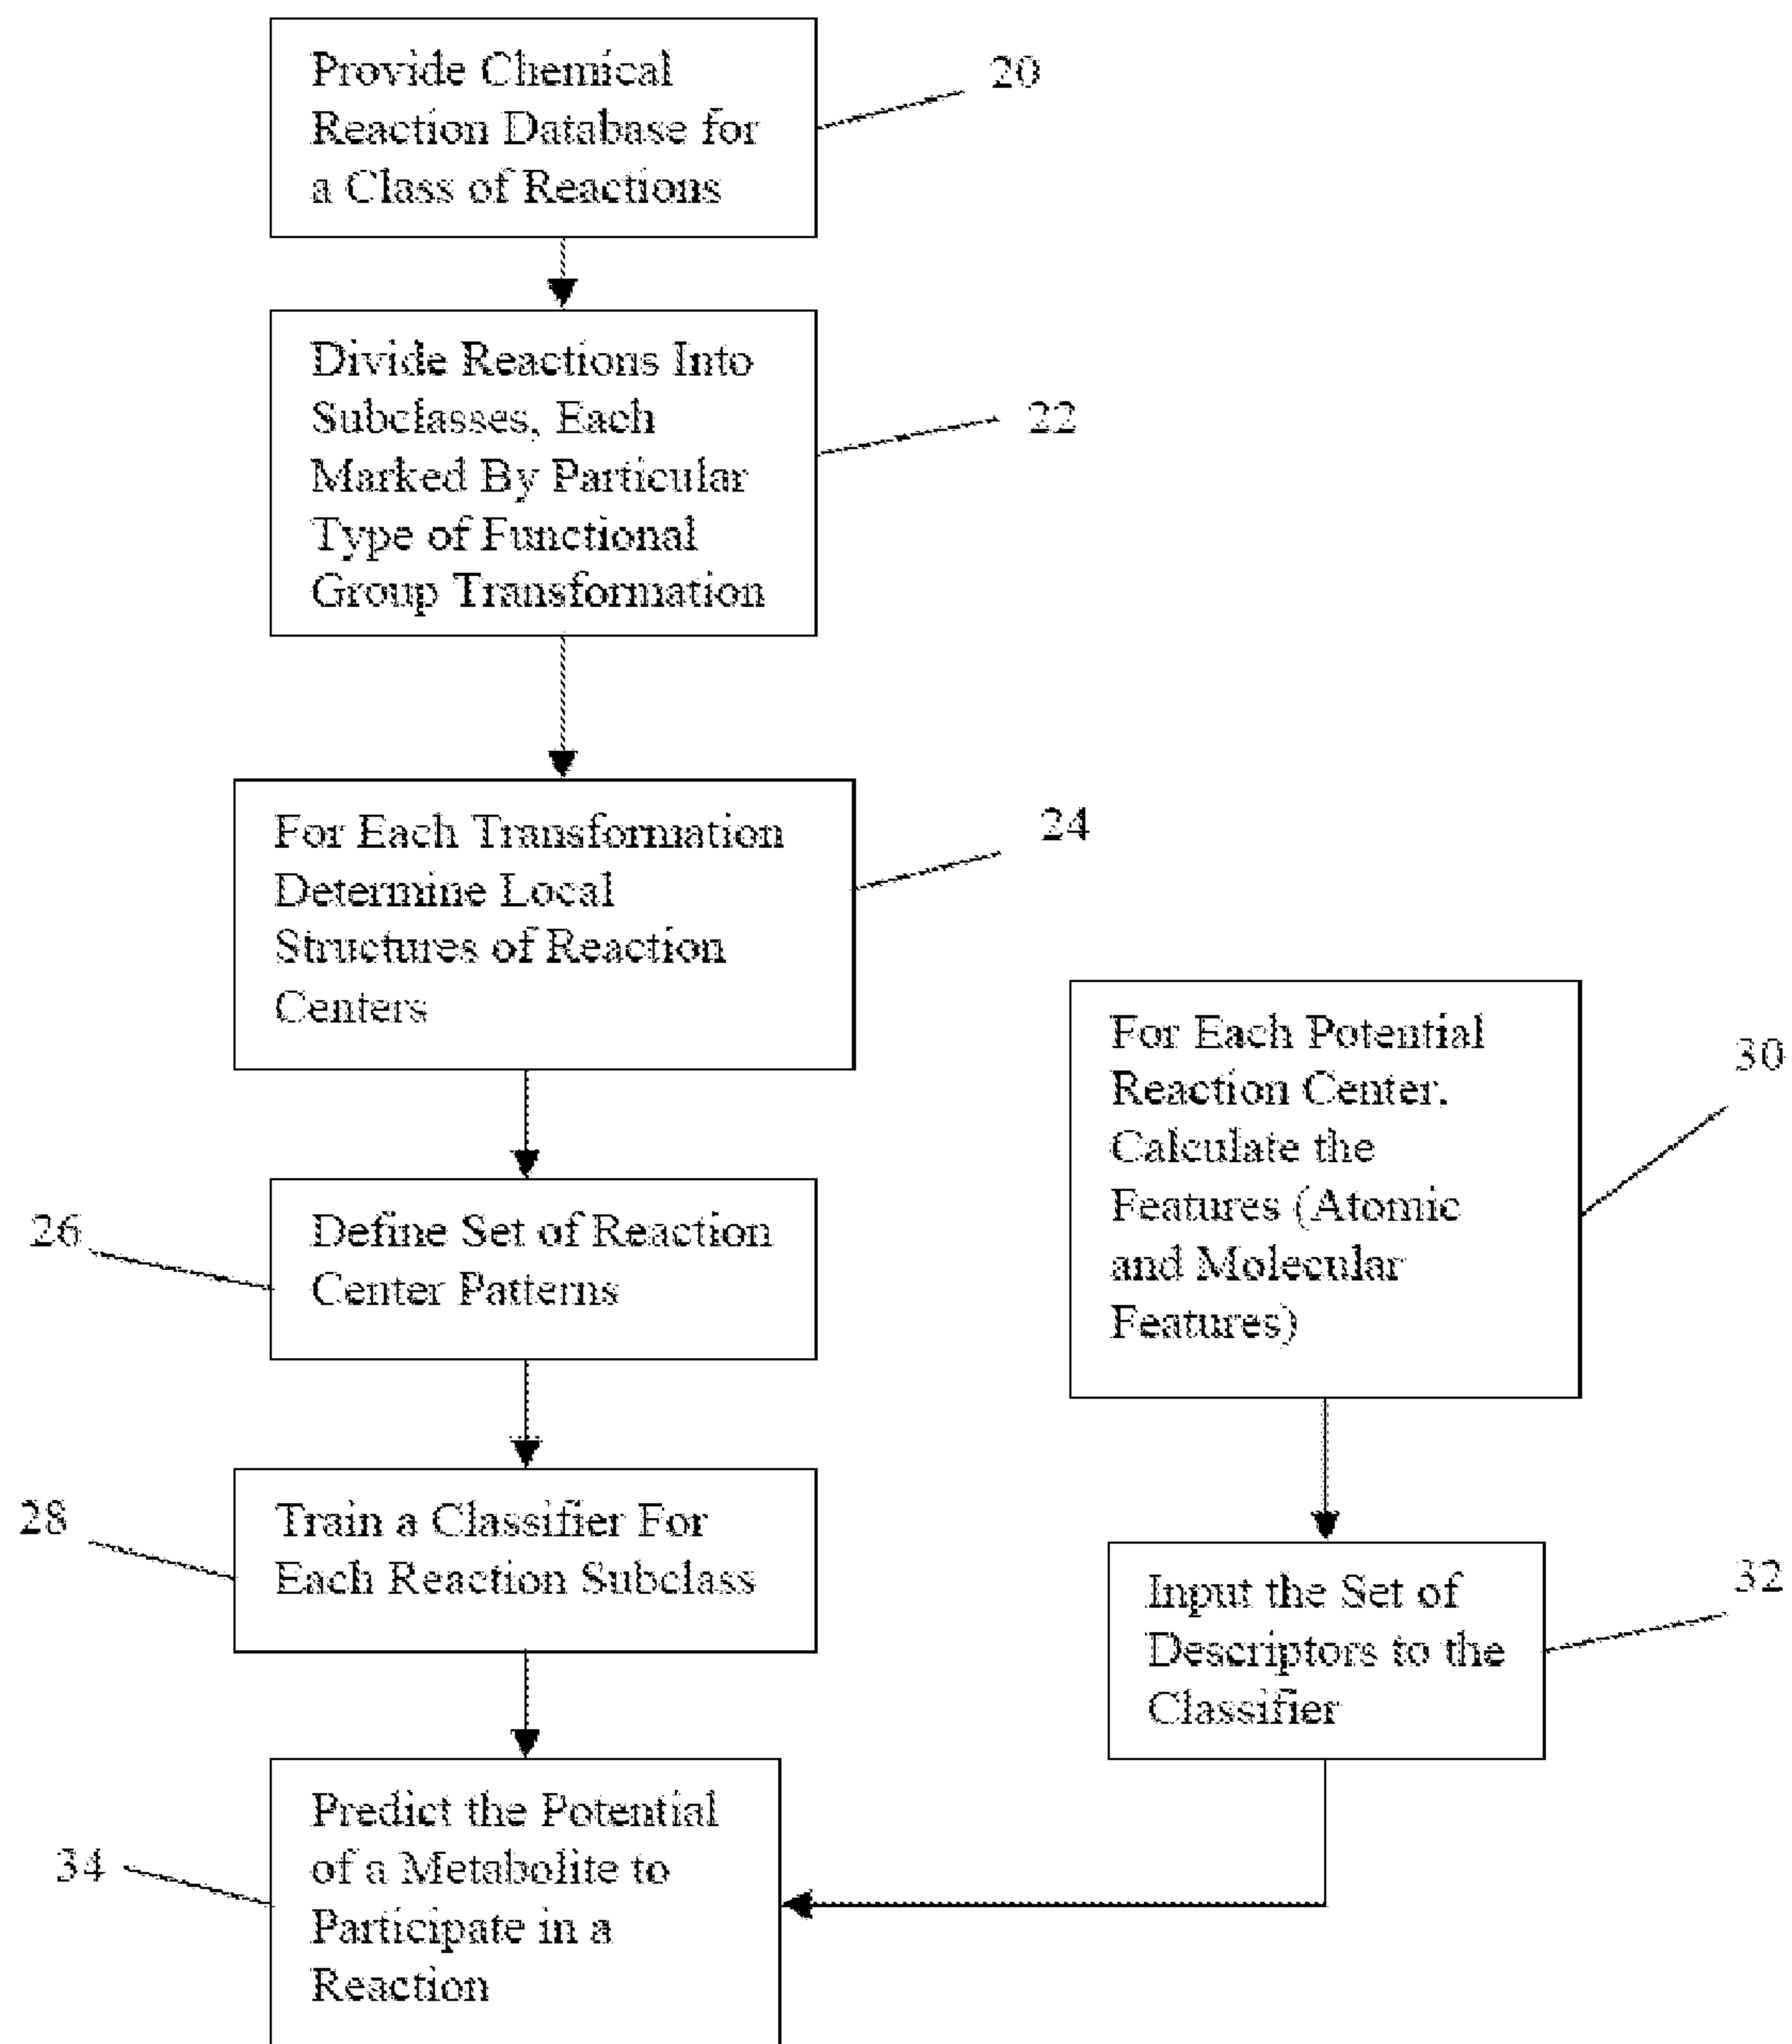 Provide Chemical
Reaction Database for
a Class of Reactions
20
Divide Reactions Into
Subclasses, Each
Marked By Particular
Type of Functional
Group Transformation
22
For Each Transformation
Determine Local
Structures of Reaction
Centers
24
26
Define Set of Reaction
Center Patterns
28
Train a Classifier For
Each Reaction Subclass
For Each Potential
Reaction Center,
Calculate the
Features (Atomic
and Molecular
Features)
30
Input the Set of
Descriptors to the
Classifier
32
34
Predict the Potential
of a Metabolite to
Participate in a
Reaction